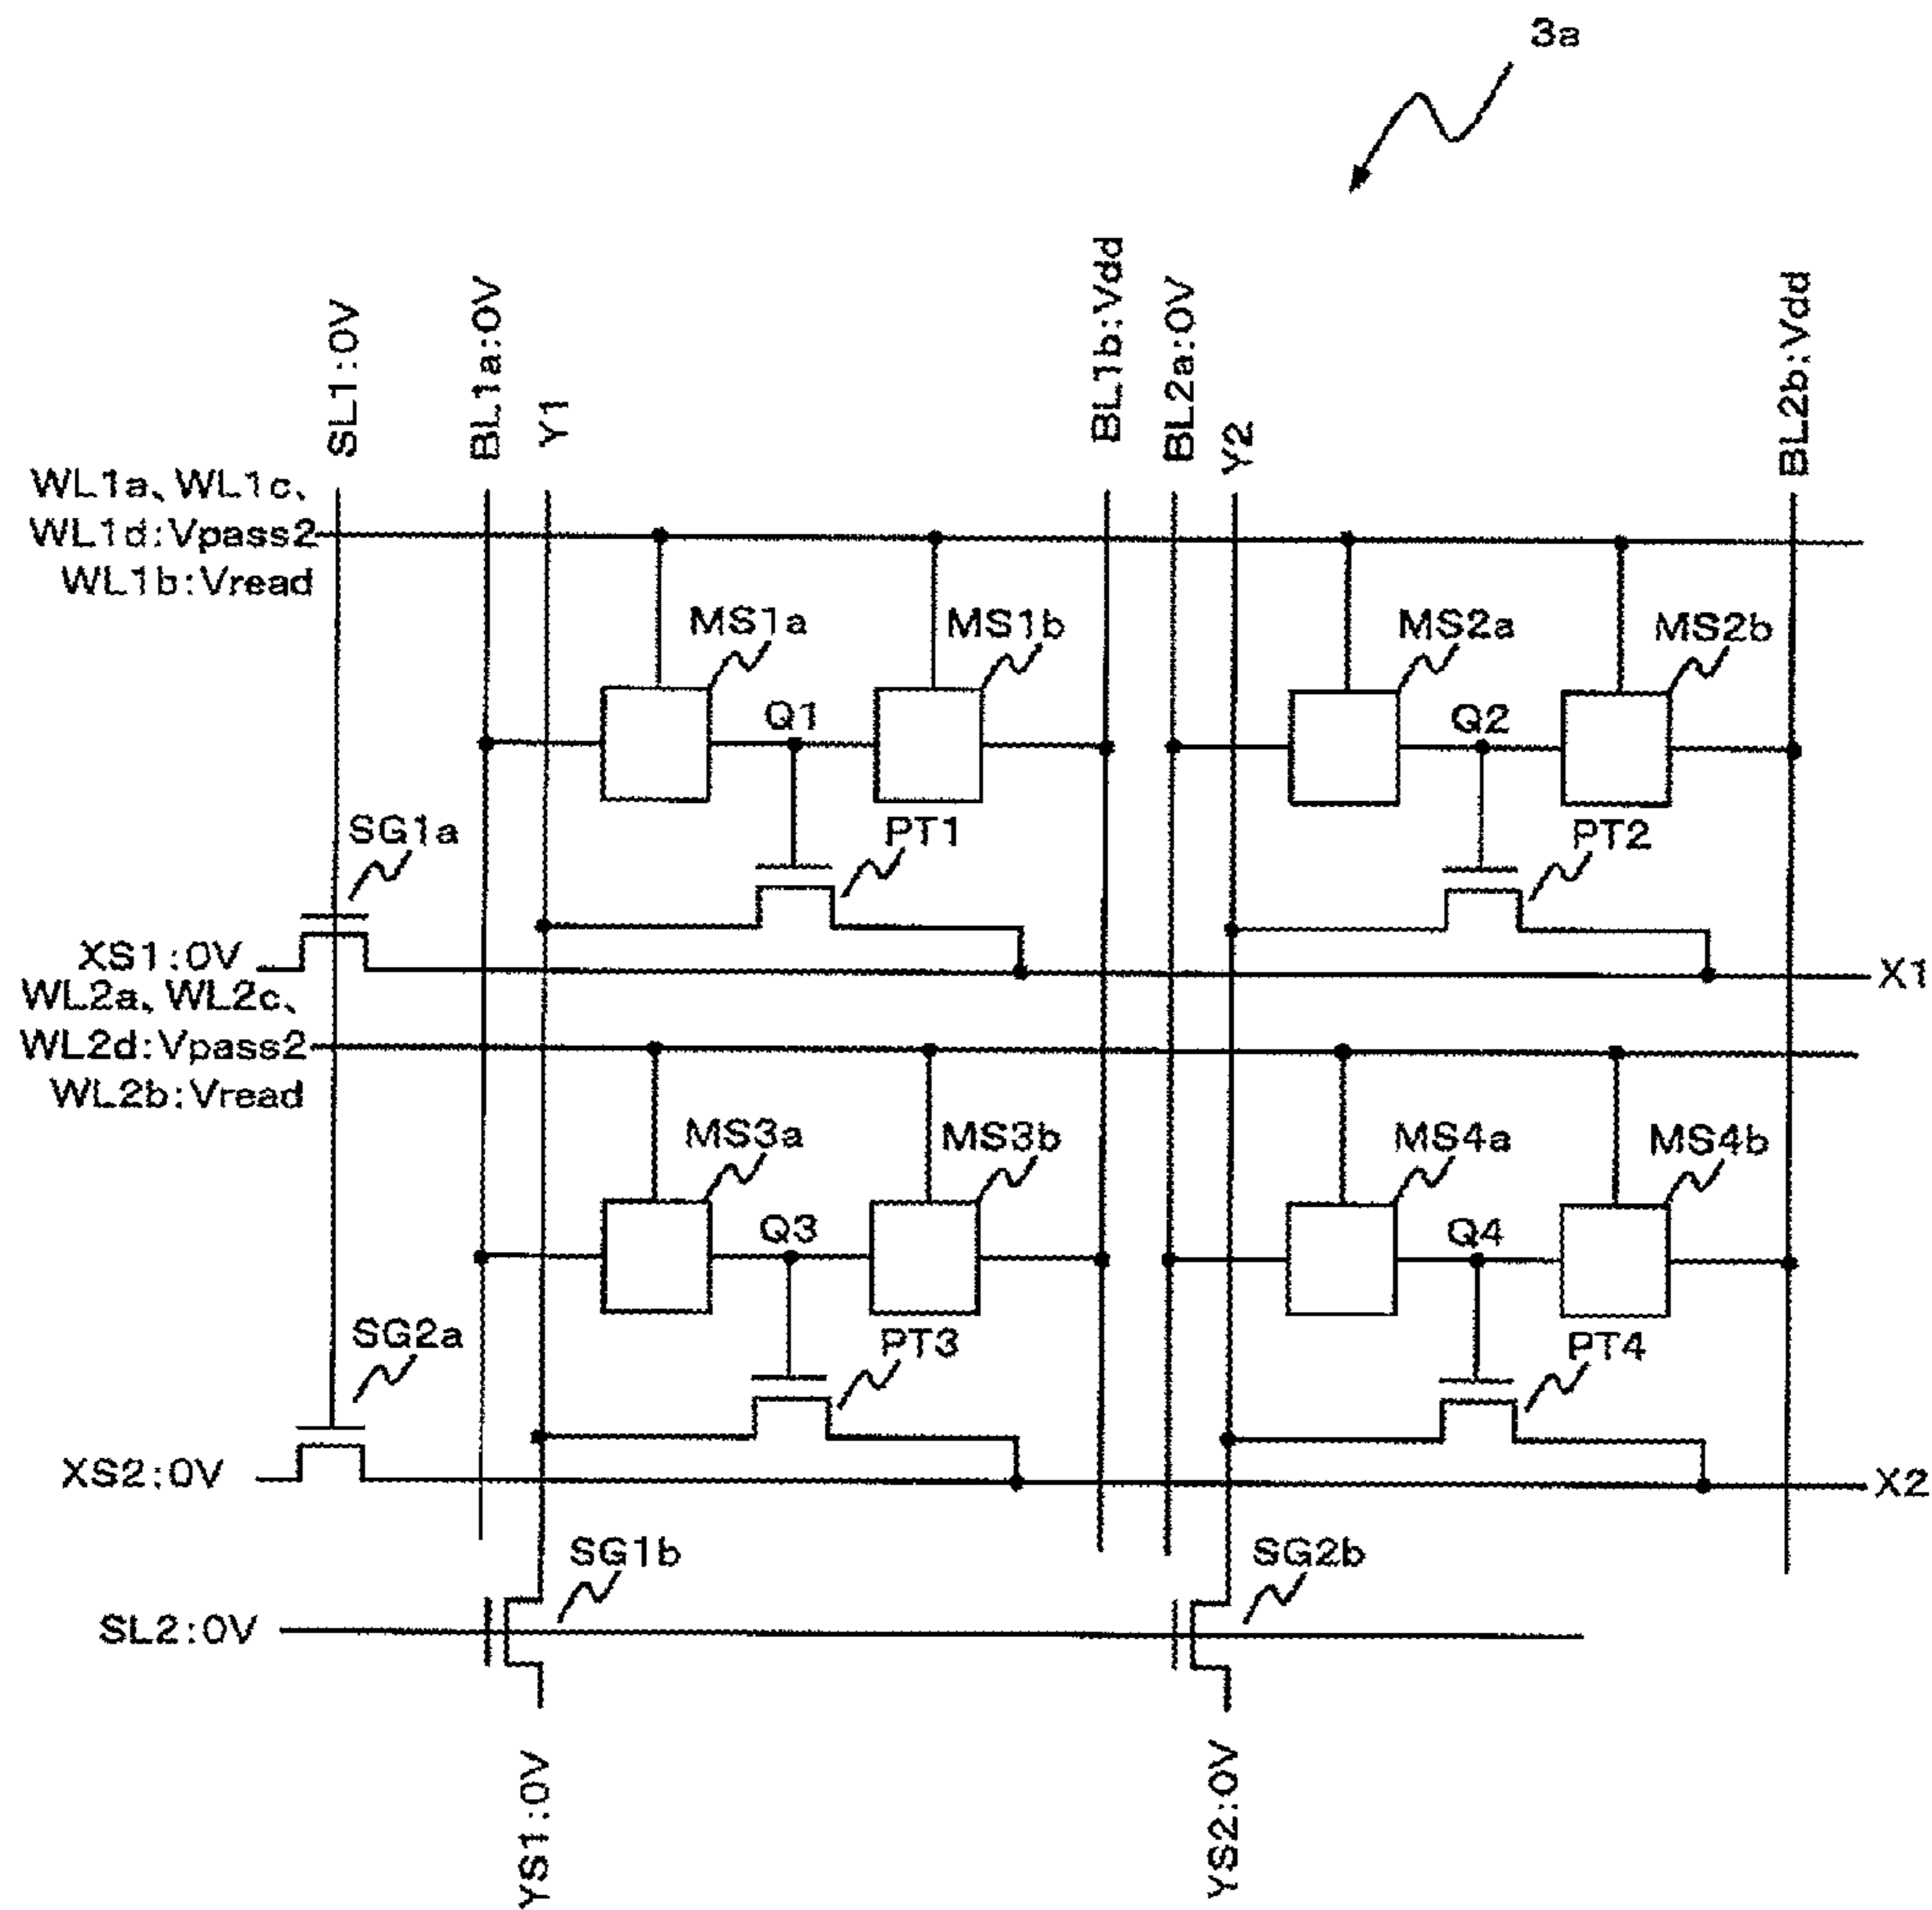 3a
SL1:0V
BL1a:0V
Y1
BL1b:Vdd
BL2a:0V
Y2
BL2b:Vdd
WL1a、WL1c、
WL1d:Vpass2
WL1b:Vread
MS1a
MS1b
MS2a
MS2b
Q1
Q2
SG1a
PT1
PT2
XS1:0V
X1
WL2a、WL2c、
WL2d:Vpass2
WL2b:Vread
MS3a
MS3b
MS4a
MS4b
Q3
Q4
SG2a
PT3
PT4
XS2:0V
X2
SG1b
SG2b
SL2:0V
YS1:0V
YS2:0V